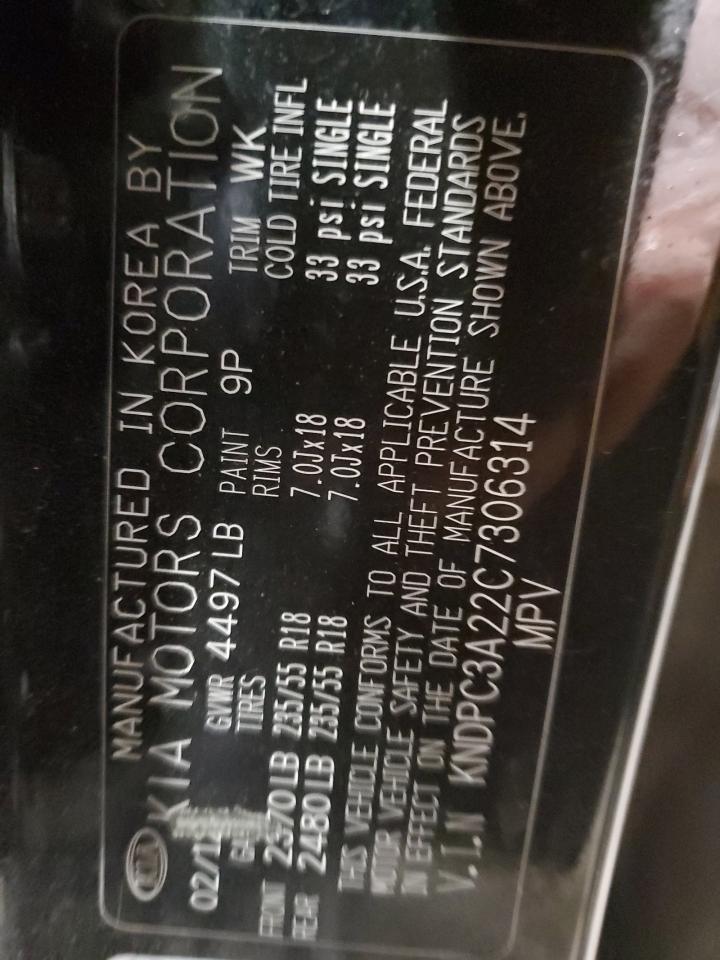 MANUFACTURED IN KOREA BY
KIA KIA MOTORS CORPORATION
GVWR 4497 LB PAINT 9P TRIM WK
TIRES RIMS COLD TIRE INFL
FRONT LB 235/55 R18 7.0Jx18 33 psi SINGLE
REAR 2480 LB 235/55 R18 7.0Jx18 33 psi SINGLE
THIS VEHICLE CONFORMS TO ALL APPLICABLE U.S.A. FEDERAL
MOTOR VEHICLE SAFETY AND THEFT PREVENTION STANDARDS
IN EFFECT ON THE DATE OF MANUFACTURE SHOWN ABOVE.
V.I.N KNDPC3A22C7306314
MPV